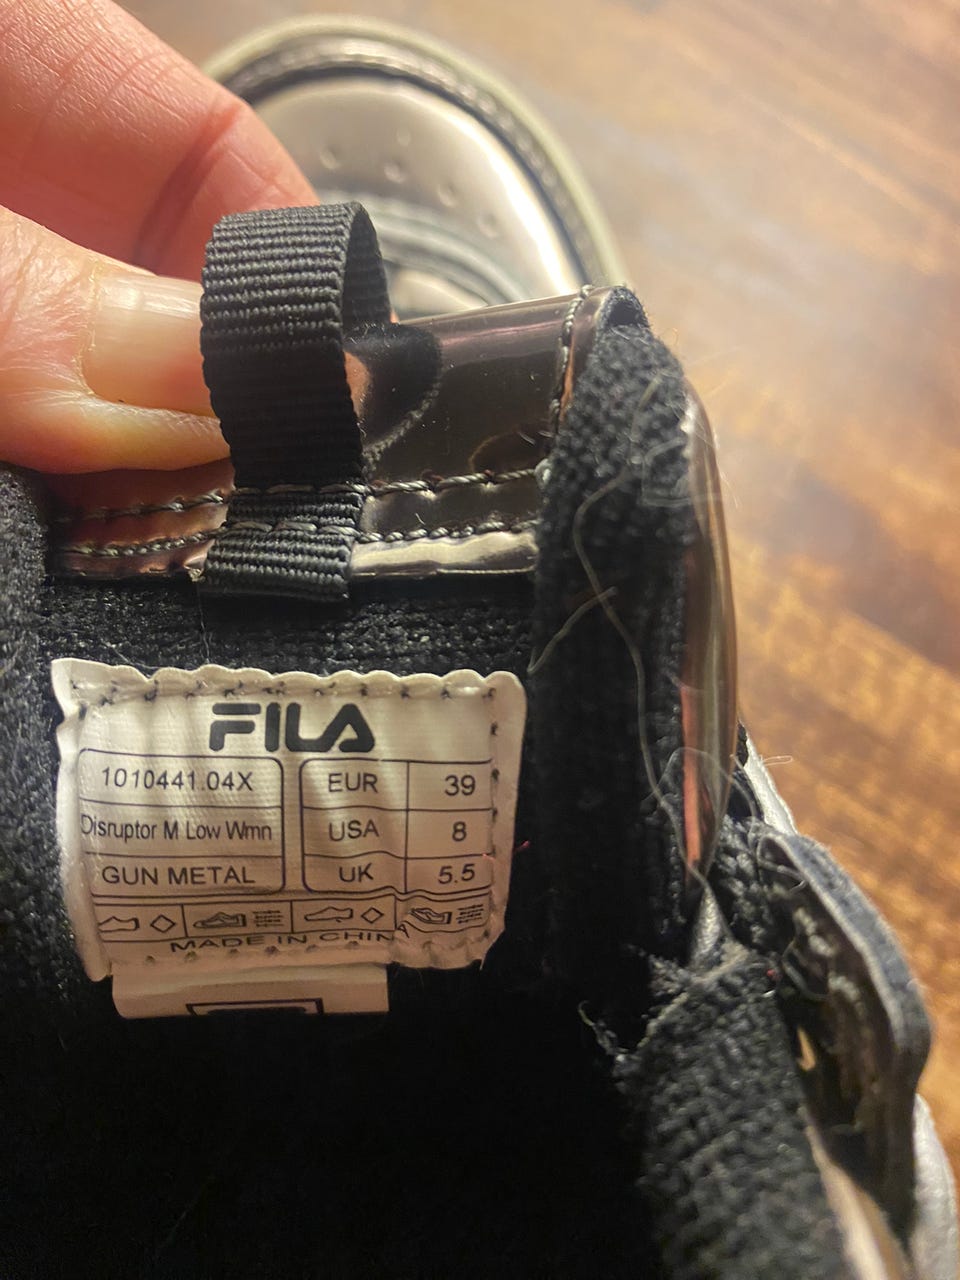 FILA
1010441.04X
Disruptor M Low Wmn
GUN METAL
EUR 39
USA 8
UK 5.5
MADE IN CHINA